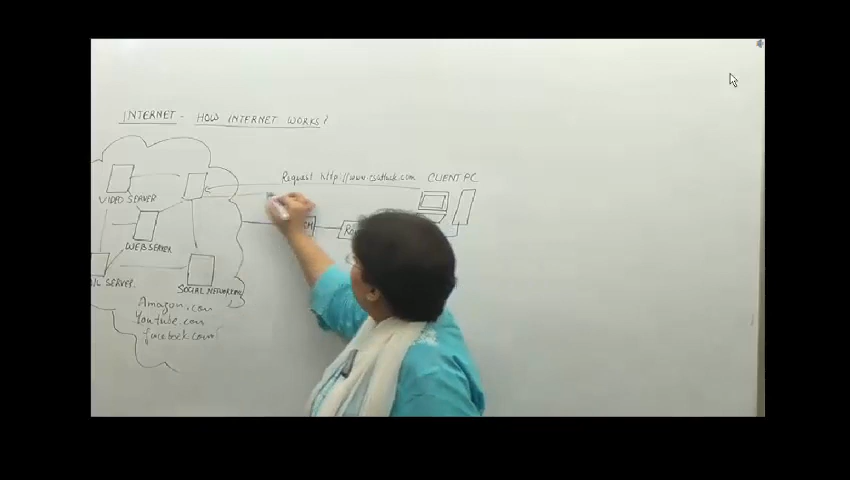 INTERNET - HOW INTERNET WORKS?
Request http://www. .com CLIENT PC
VIDEO SERVER
WEB SERVER
SERVER
SOCIAL NETWORKING
Amazon.com
Youtube.com
facebook.com